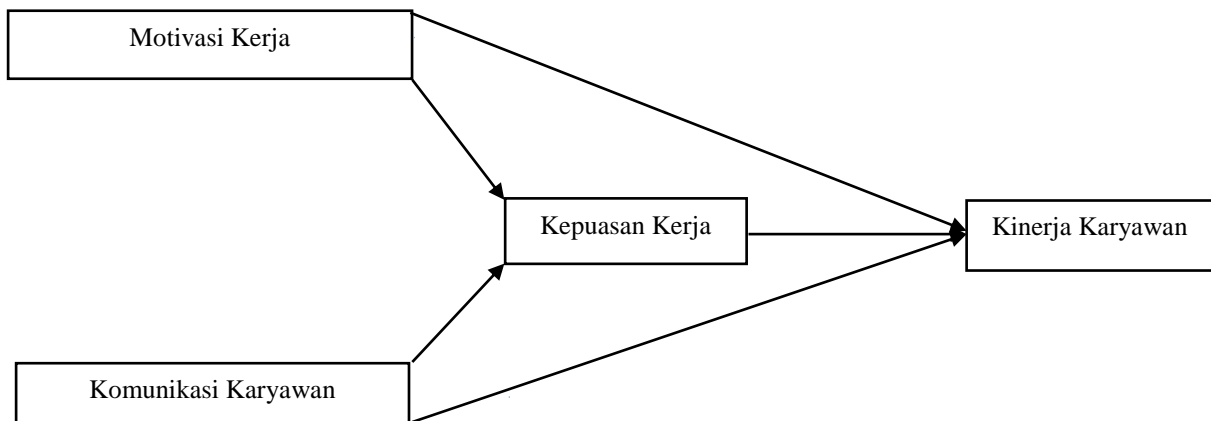 Motivasi Kerja
Kepuasan Kerja
Kinerja Karyawan
Komunikasi Karyawan